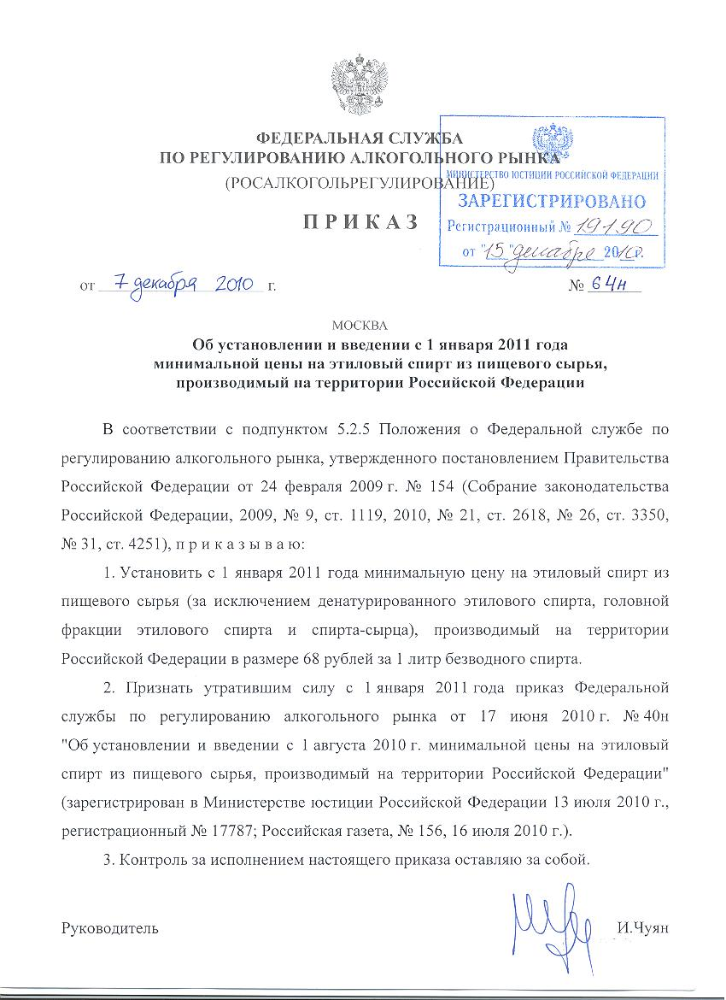 ФЕДЕРАЛЬНАЯ СЛУЖБА
ПО РЕГУЛИРОВАНИЮ АЛКОГОЛЬНОГО РЫНКА
(РОСАЛКОГОЛЬРЕГУЛИРОВАНИЕ)
ПРИКАЗ
МИНИСТЕРСТВО ЮСТИЦИИ РОССИЙСКОЙ ФЕДЕРАЦИИ
ЗАРЕГИСТРИРОВАНО
Регистрационный № 19190
от "15" декабря 2010 г.
от 7 декабря 2010 г.
№ 64н
МОСКВА
Об установлении и введении с 1 января 2011 года
минимальной цены на этиловый спирт из пищевого сырья,
производимый на территории Российской Федерации
В соответствии с подпунктом 5.2.5 Положения о Федеральной службе по
регулированию алкогольного рынка, утвержденного постановлением Правительства
Российской Федерации от 24 февраля 2009 г. № 154 (Собрание законодательства
Российской Федерации, 2009, № 9, ст. 1119, 2010, № 21, ст. 2618, № 26, ст. 3350,
№ 31, ст. 4251), п р и к а з ы в а ю:
1. Установить с 1 января 2011 года минимальную цену на этиловый спирт из
пищевого сырья (за исключением денатурированного этилового спирта, головной
фракции этилового спирта и спирта-сырца), производимый на территории
Российской Федерации в размере 68 рублей за 1 литр безводного спирта.
2. Признать утратившим силу с 1 января 2011 года приказ Федеральной
службы по регулированию алкогольного рынка от 17 июня 2010 г. № 40н
"Об установлении и введении с 1 августа 2010 г. минимальной цены на этиловый
спирт из пищевого сырья, производимый на территории Российской Федерации"
(зарегистрирован в Министерстве юстиции Российской Федерации 13 июля 2010 г.,
регистрационный № 17787; Российская газета, № 156, 16 июля 2010 г.).
3. Контроль за исполнением настоящего приказа оставляю за собой.
Руководитель
И.Чуян